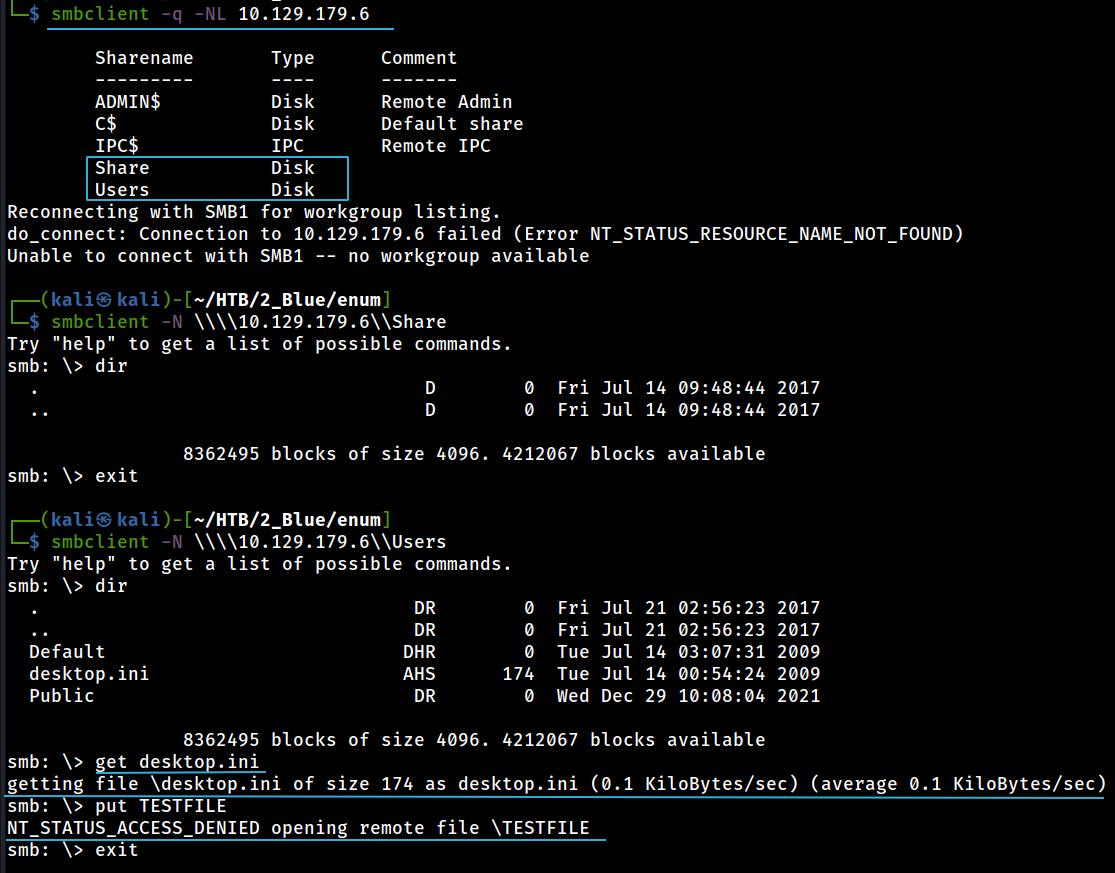 └─$ smbclient -q -NL 10.129.179.6
Sharename Type Comment
--------- ---- -------
ADMIN$ Disk Remote Admin
C$ Disk Default share
IPC$ IPC Remote IPC
Share Disk
Users Disk
Reconnecting with SMB1 for workgroup listing.
do_connect: Connection to 10.129.179.6 failed (Error NT_STATUS_RESOURCE_NAME_NOT_FOUND)
Unable to connect with SMB1 -- no workgroup available
┌──(kali㉿kali)-[~/HTB/2_Blue/enum]
└─$ smbclient -N \\\\10.129.179.6\\Share
Try "help" to get a list of possible commands.
smb: \> dir
. D 0 Fri Jul 14 09:48:44 2017
.. D 0 Fri Jul 14 09:48:44 2017
8362495 blocks of size 4096. 4212067 blocks available
smb: \> exit
┌──(kali㉿kali)-[~/HTB/2_Blue/enum]
└─$ smbclient -N \\\\10.129.179.6\\Users
Try "help" to get a list of possible commands.
smb: \> dir
. DR 0 Fri Jul 21 02:56:23 2017
.. DR 0 Fri Jul 21 02:56:23 2017
Default DHR 0 Tue Jul 14 03:07:31 2009
desktop.ini AHS 174 Tue Jul 14 00:54:24 2009
Public DR 0 Wed Dec 29 10:08:04 2021
8362495 blocks of size 4096. 4212067 blocks available
smb: \> get desktop.ini
getting file \desktop.ini of size 174 as desktop.ini (0.1 KiloBytes/sec) (average 0.1 KiloBytes/sec)
smb: \> put TESTFILE
NT_STATUS_ACCESS_DENIED opening remote file \TESTFILE
smb: \> exit